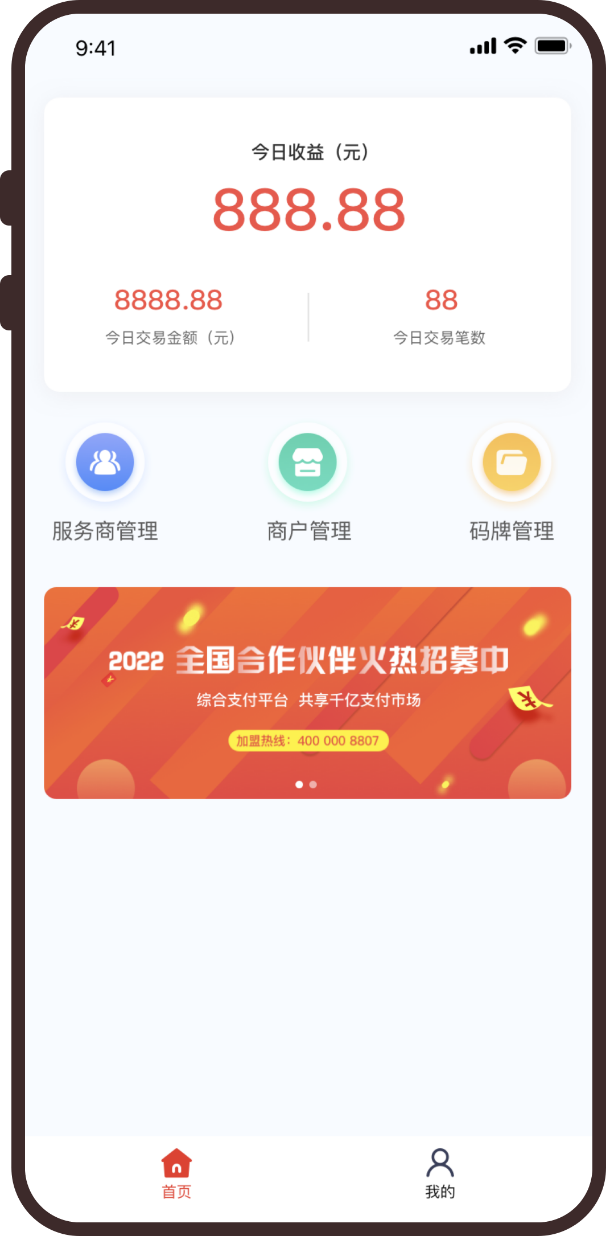 9:41
今日收益（元）
888.88
8888.88
88
今日交易金额（元）
今日交易笔数
服务商管理
商户管理
码牌管理
2022 全国合作伙伴火热招募中
综合支付平台 共享千亿支付市场
加盟热线：400 000 8807
首页
我的